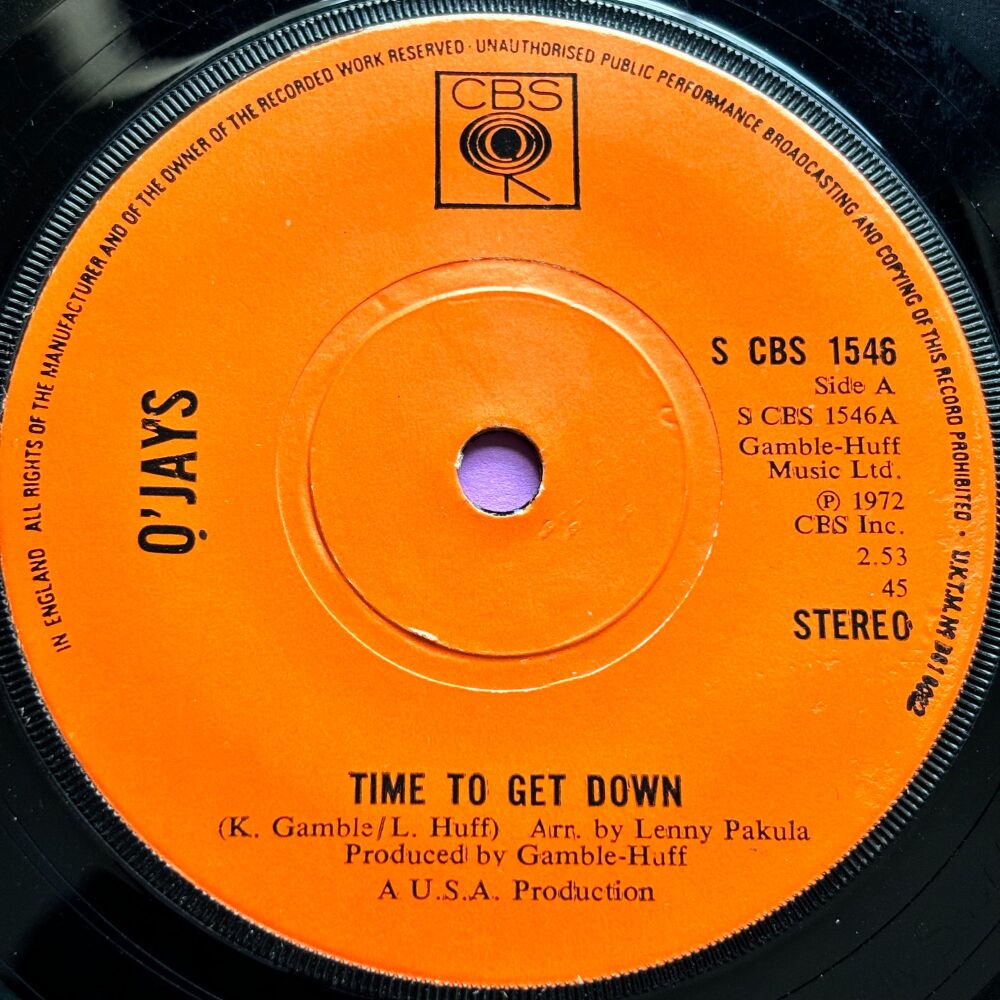 IN ENGLAND ALL RIGHTS OF THE MANUFACTURER AND OF THE OWNER OF THE RECORDED WORK RESERVED · UNAUTHORISED PUBLIC PERFORMANCE BROADCASTING AND COPYING OF THIS RECORD PROHIBITED · U.K.T.M. Nº
CBS
O'JAYS
S CBS 1546
Side A
S CBS 1546A
Gamble-Huff
Music Ltd.
℗ 1972
CBS Inc.
2.53
45
STEREO
TIME TO GET DOWN
(K. Gamble/L. Huff) Arr. by Lenny Pakula
Produced by Gamble-Huff
A U.S.A. Production